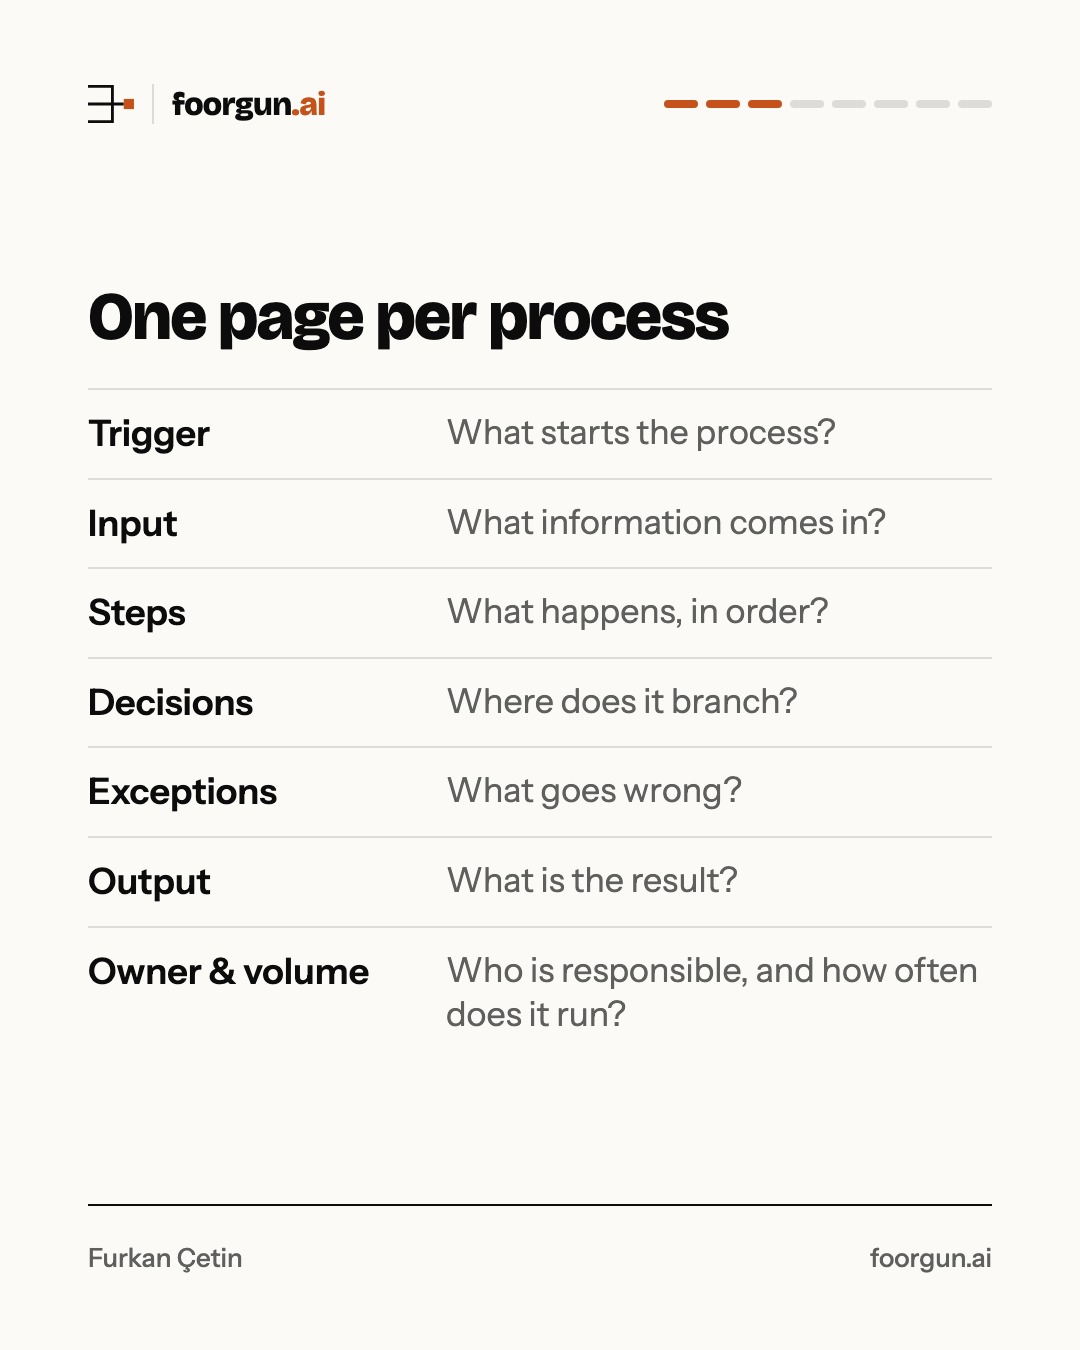 foorgun.ai
One page per process
Trigger
What starts the process?
Input
What information comes in?
Steps
What happens, in order?
Decisions
Where does it branch?
Exceptions
What goes wrong?
Output
What is the result?
Owner & volume
Who is responsible, and how often
does it run?
Furkan Çetin
foorgun.ai